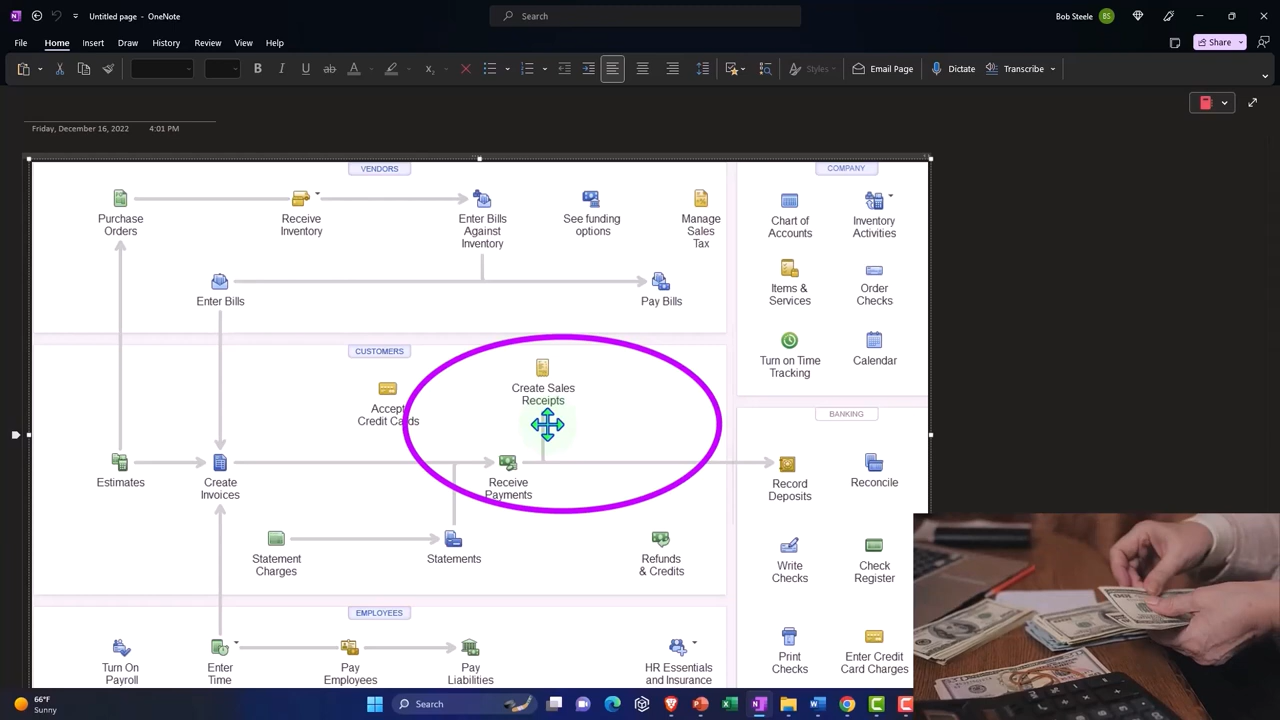 Untitled page - OneNote
Search
Bob Steele
BS
File
Home
Insert
Draw
History
Review
View
Help
Share
B
I
U
ab
A
Styles
Email Page
Dictate
Transcribe
Friday, December 16, 2022
4:01 PM
VENDORS
Purchase
Orders
Receive
Inventory
Enter Bills
Against
Inventory
See funding
options
Manage
Sales
Tax
Enter Bills
Pay Bills
COMPANY
Chart of
Accounts
Inventory
Activities
Items &
Services
Order
Checks
Turn on Time
Tracking
Calendar
CUSTOMERS
Create Sales
Receipts
Accept
Credit Cards
Estimates
Create
Invoices
Receive
Payments
Statement
Charges
Statements
Refunds
& Credits
BANKING
Record
Deposits
Reconcile
Write
Checks
Check
Register
Print
Checks
Enter Credit
Card Charges
EMPLOYEES
Turn On
Payroll
Enter
Time
Pay
Employees
Pay
Liabilities
HR Essentials
and Insurance
66°F
Sunny
Search